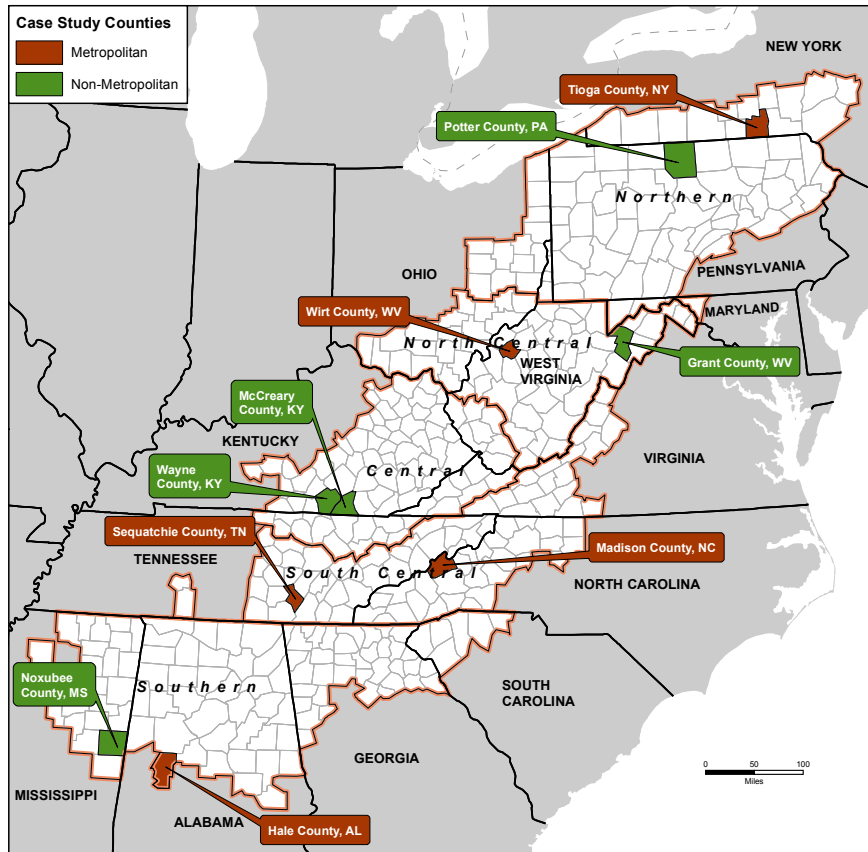 Case Study Counties
Metropolitan
Non-Metropolitan
NEW YORK
Tioga County, NY
Potter County, PA
Northern
PENNSYLVANIA
OHIO
MARYLAND
Wirt County, WV
North Central
WEST
VIRGINIA
Grant County, WV
McCreary
County, KY
KENTUCKY
VIRGINIA
Central
Wayne
County, KY
Sequatchie County, TN
Madison County, NC
TENNESSEE
South Central
NORTH CAROLINA
Noxubee
County, MS
Southern
SOUTH
CAROLINA
GEORGIA
0 50 100
Miles
MISSISSIPPI
ALABAMA
Hale County, AL